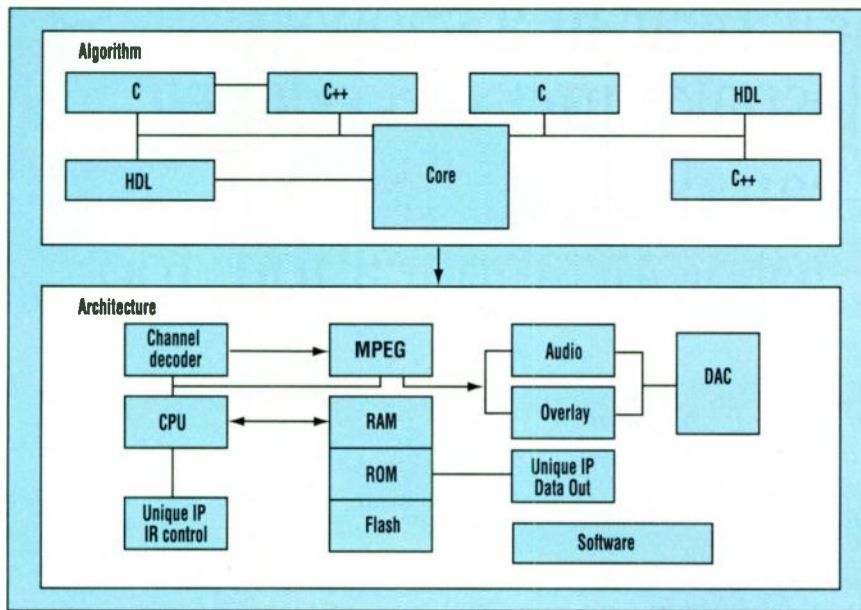 Algorithm
C
C++
C
HDL
HDL
Core
C++
Architecture
Channel
decoder
MPEG
Audio
DAC
CPU
RAM
Overlay
ROM
Unique IP
Data Out
Unique IP
IR control
Flash
Software